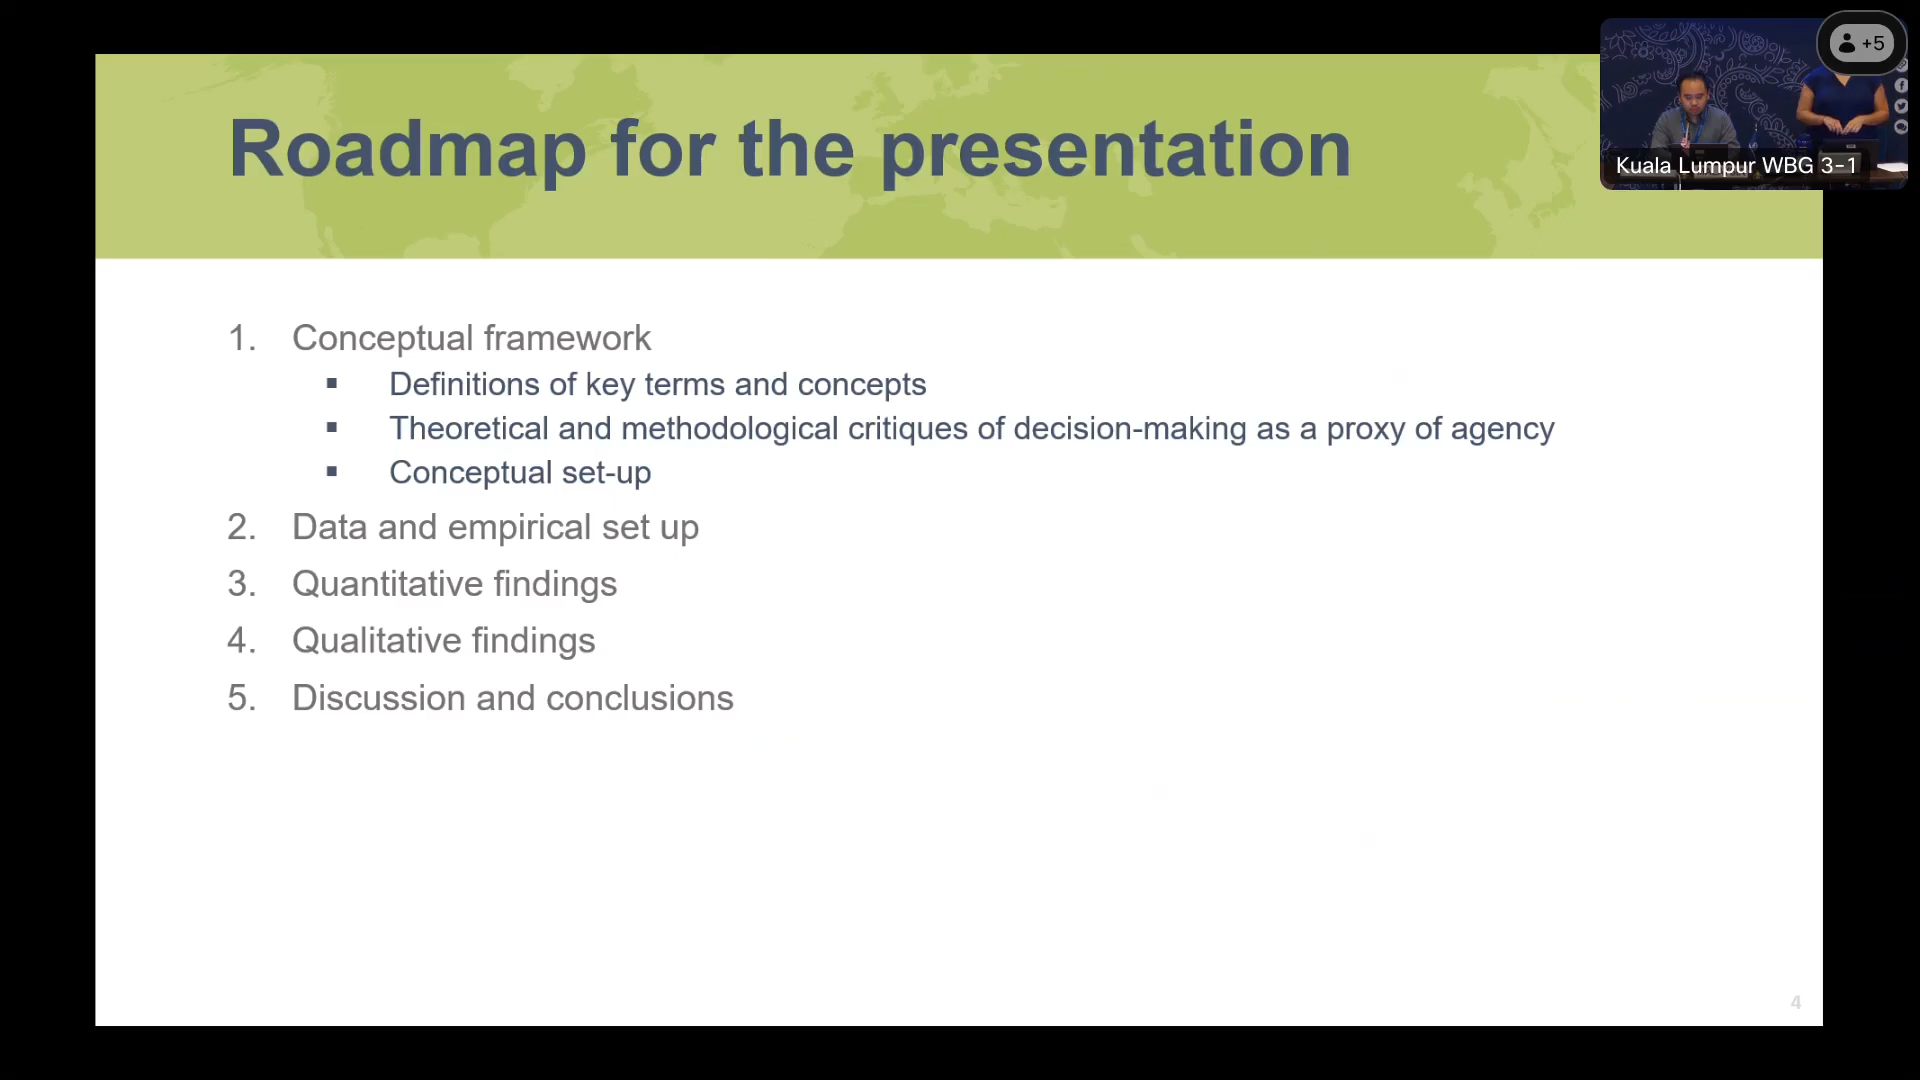 Roadmap for the presentation
+5
Kuala Lumpur WBG 3-1
1. Conceptual framework
▪ Definitions of key terms and concepts
▪ Theoretical and methodological critiques of decision-making as a proxy of agency
▪ Conceptual set-up
2. Data and empirical set up
3. Quantitative findings
4. Qualitative findings
5. Discussion and conclusions
4